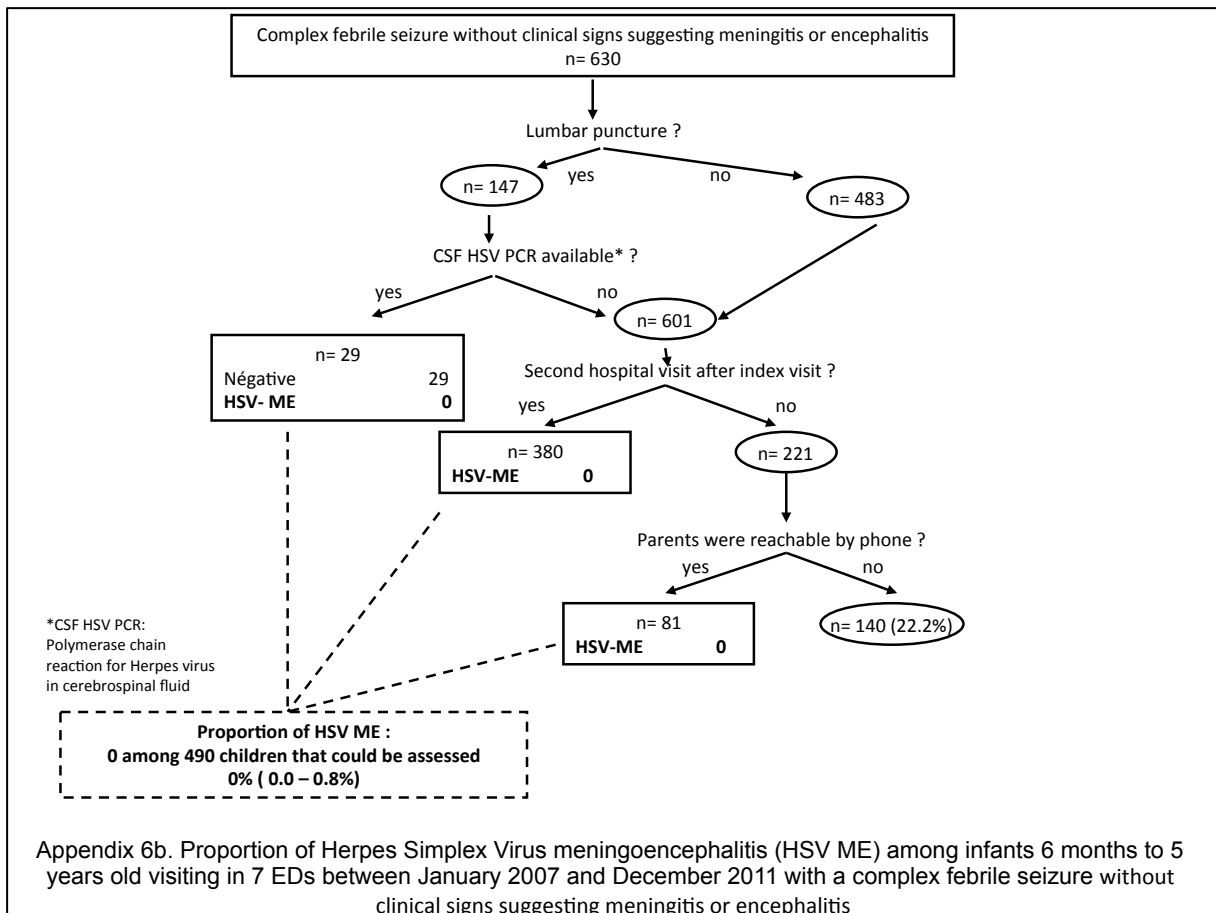 Complex febrile seizure without clinical signs suggesting meningitis or encephalitis
n= 630
Lumbar puncture ?
yes
no
n= 147
n= 483
CSF HSV PCR available* ?
yes
no
n= 601
n= 29
Négative 29
HSV- ME 0
Second hospital visit after index visit ?
yes
no
n= 380
HSV-ME 0
n= 221
Parents were reachable by phone ?
yes
no
n= 81
HSV-ME 0
n= 140 (22.2%)
*CSF HSV PCR:
Polymerase chain
reaction for Herpes virus
in cerebrospinal fluid
Proportion of HSV ME :
0 among 490 children that could be assessed
0% ( 0.0 – 0.8%)
Appendix 6b. Proportion of Herpes Simplex Virus meningoencephalitis (HSV ME) among infants 6 months to 5
years old visiting in 7 EDs between January 2007 and December 2011 with a complex febrile seizure without
clinical signs suggesting meningitis or encephalitis